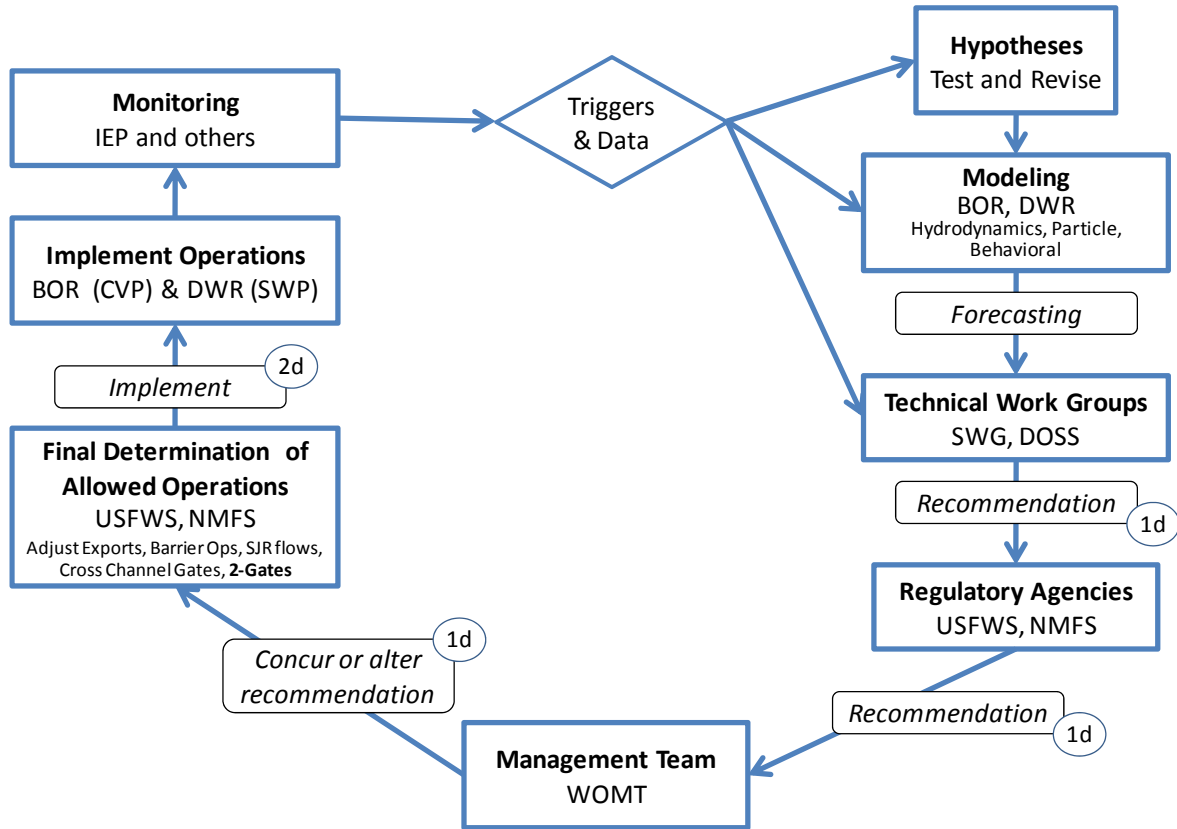 Hypotheses
Test and Revise
Monitoring
IEP and others
Triggers
& Data
Modeling
BOR, DWR
Hydrodynamics, Particle,
Behavioral
Implement Operations
BOR (CVP) & DWR (SWP)
Forecasting
2d
Implement
Technical Work Groups
SWG, DOSS
Final Determination of
Allowed Operations
USFWS, NMFS
Adjust Exports, Barrier Ops, SJR flows,
Cross Channel Gates, 2-Gates
Recommendation
1d
Regulatory Agencies
USFWS, NMFS
1d
Concur or alter
recommendation
Recommendation
1d
Management Team
WOMT